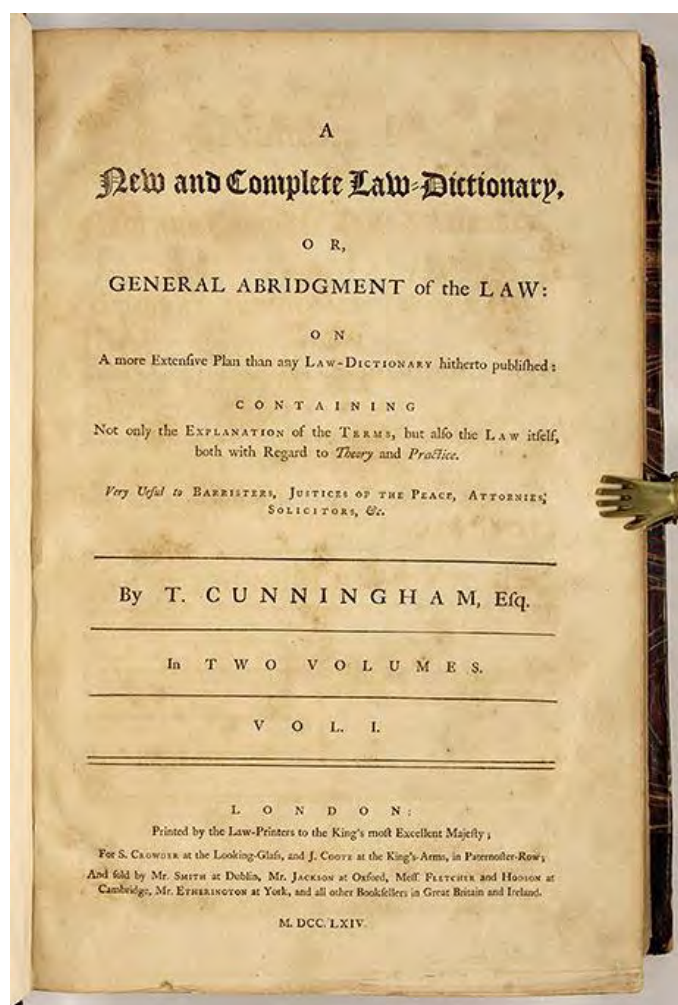 A
New and Complete Law-Dictionary,
OR,
GENERAL ABRIDGMENT of the LAW:
ON
A more Extenſive Plan than any LAW-DICTIONARY hitherto publiſhed:
CONTAINING
Not only the EXPLANATION of the TERMS, but alſo the LAW itſelf,
both with Regard to Theory and Practice.
Very Uſeful to BARRISTERS, JUSTICES OF THE PEACE, ATTORNIES,
SOLICITORS, &c.
By T. CUNNINGHAM, Eſq.
In TWO VOLUMES.
VOL. I.
LONDON:
Printed by the Law-Printers to the King's moſt Excellent Majeſty;
For S. CROWDER at the Looking-Glaſs, and J. COOTE at the King's-Arms, in Paternoſter-Row;
And ſold by Mr. SMITH at Dublin, Mr. JACKSON at Oxford, Meſſ. FLETCHER and HODSON at
Cambridge, Mr. ETHERINGTON at York, and all other Bookſellers in Great Britain and Ireland.
M.DCC.LXIV.